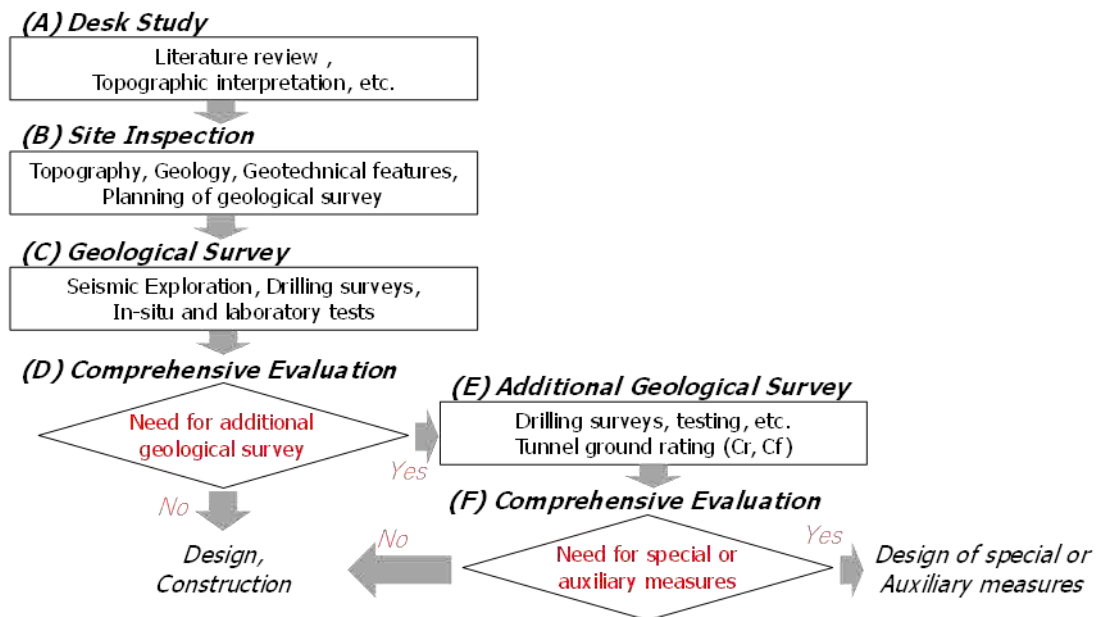 (A) Desk Study
Literature review ,
Topographic interpretation, etc.
(B) Site Inspection
Topography, Geology, Geotechnical features,
Planning of geological survey
(C) Geological Survey
Seismic Exploration, Drilling surveys,
In-situ and laboratory tests
(D) Comprehensive Evaluation
Need for additional
geological survey
Yes
No
Design,
Construction
(E) Additional Geological Survey
Drilling surveys, testing, etc.
Tunnel ground rating (Cr, Cf)
(F) Comprehensive Evaluation
Need for special or
auxiliary measures
No
Yes
Design of special or
Auxiliary measures